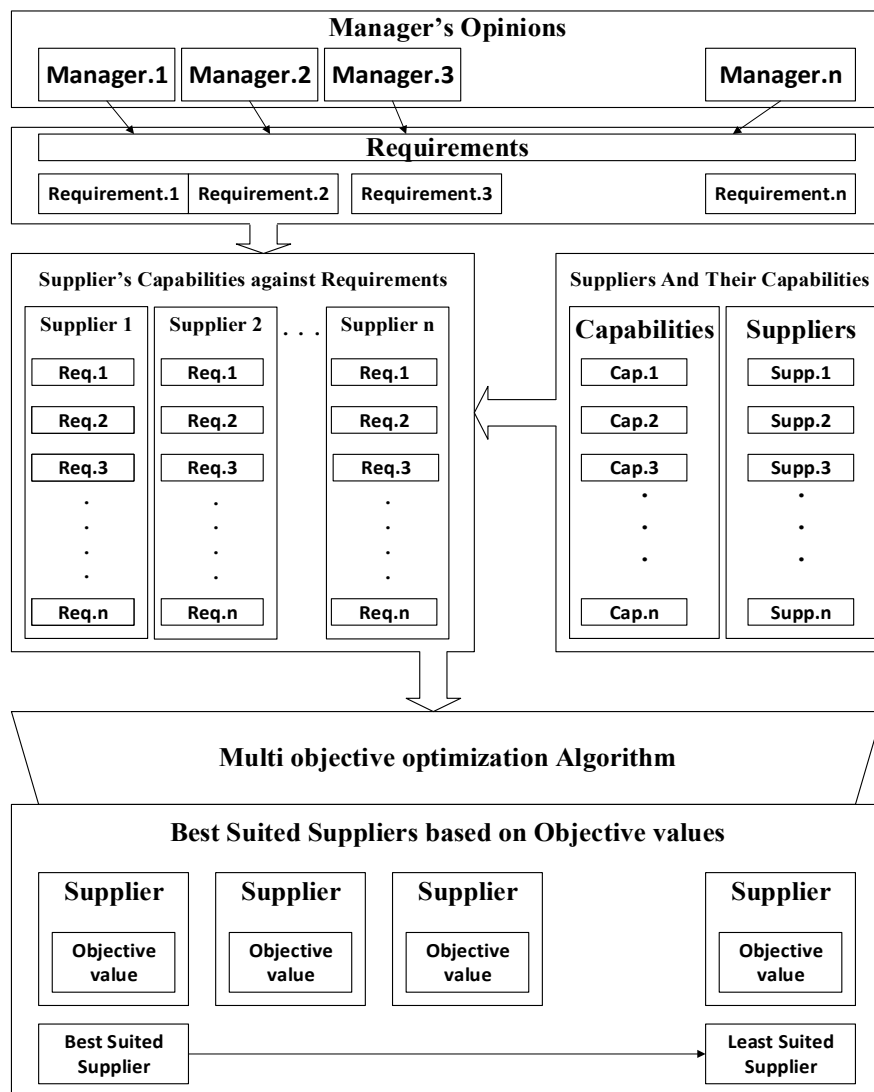 Manager's Opinions
Manager.1 Manager.2 Manager.3 Manager.n
Requirements
Requirement.1 Requirement.2 Requirement.3 Requirement.n
Supplier's Capabilities against Requirements
Supplier 1 Supplier 2 . . . Supplier n
Req.1 Req.1 Req.1
Req.2 Req.2 Req.2
Req.3 Req.3 Req.3
. . .
. . .
. . .
. . .
Req.n Req.n Req.n
Suppliers And Their Capabilities
Capabilities Suppliers
Cap.1 Supp.1
Cap.2 Supp.2
Cap.3 Supp.3
. .
. .
. .
Cap.n Supp.n
Multi objective optimization Algorithm
Best Suited Suppliers based on Objective values
Supplier Supplier Supplier Supplier
Objective Objective Objective Objective
value value value value
Best Suited Least Suited
Supplier Supplier